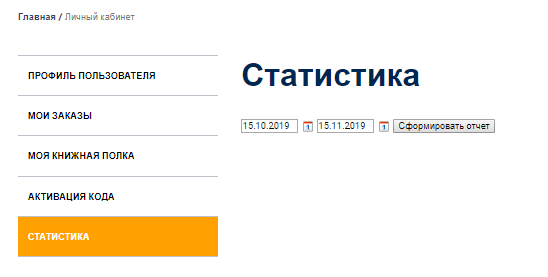 Главная / Личный кабинет
ПРОФИЛЬ ПОЛЬЗОВАТЕЛЯ
МОИ ЗАКАЗЫ
МОЯ КНИЖНАЯ ПОЛКА
АКТИВАЦИЯ КОДА
СТАТИСТИКА
Статистика
15.10.2019 15.11.2019 Сформировать отчет